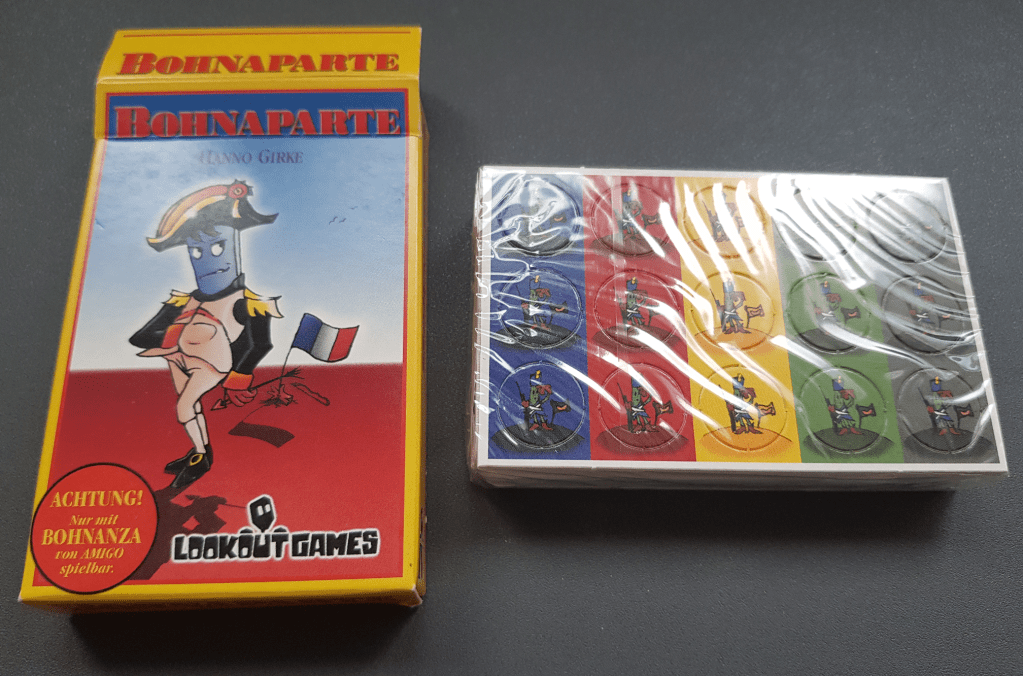 BOHNAPARTE
BOHNAPARTE
HANNO GIRKE
ACHTUNG!
Nur mit
BOHNANZA
von AMIGO
spielbar.
LOOKOUT GAMES